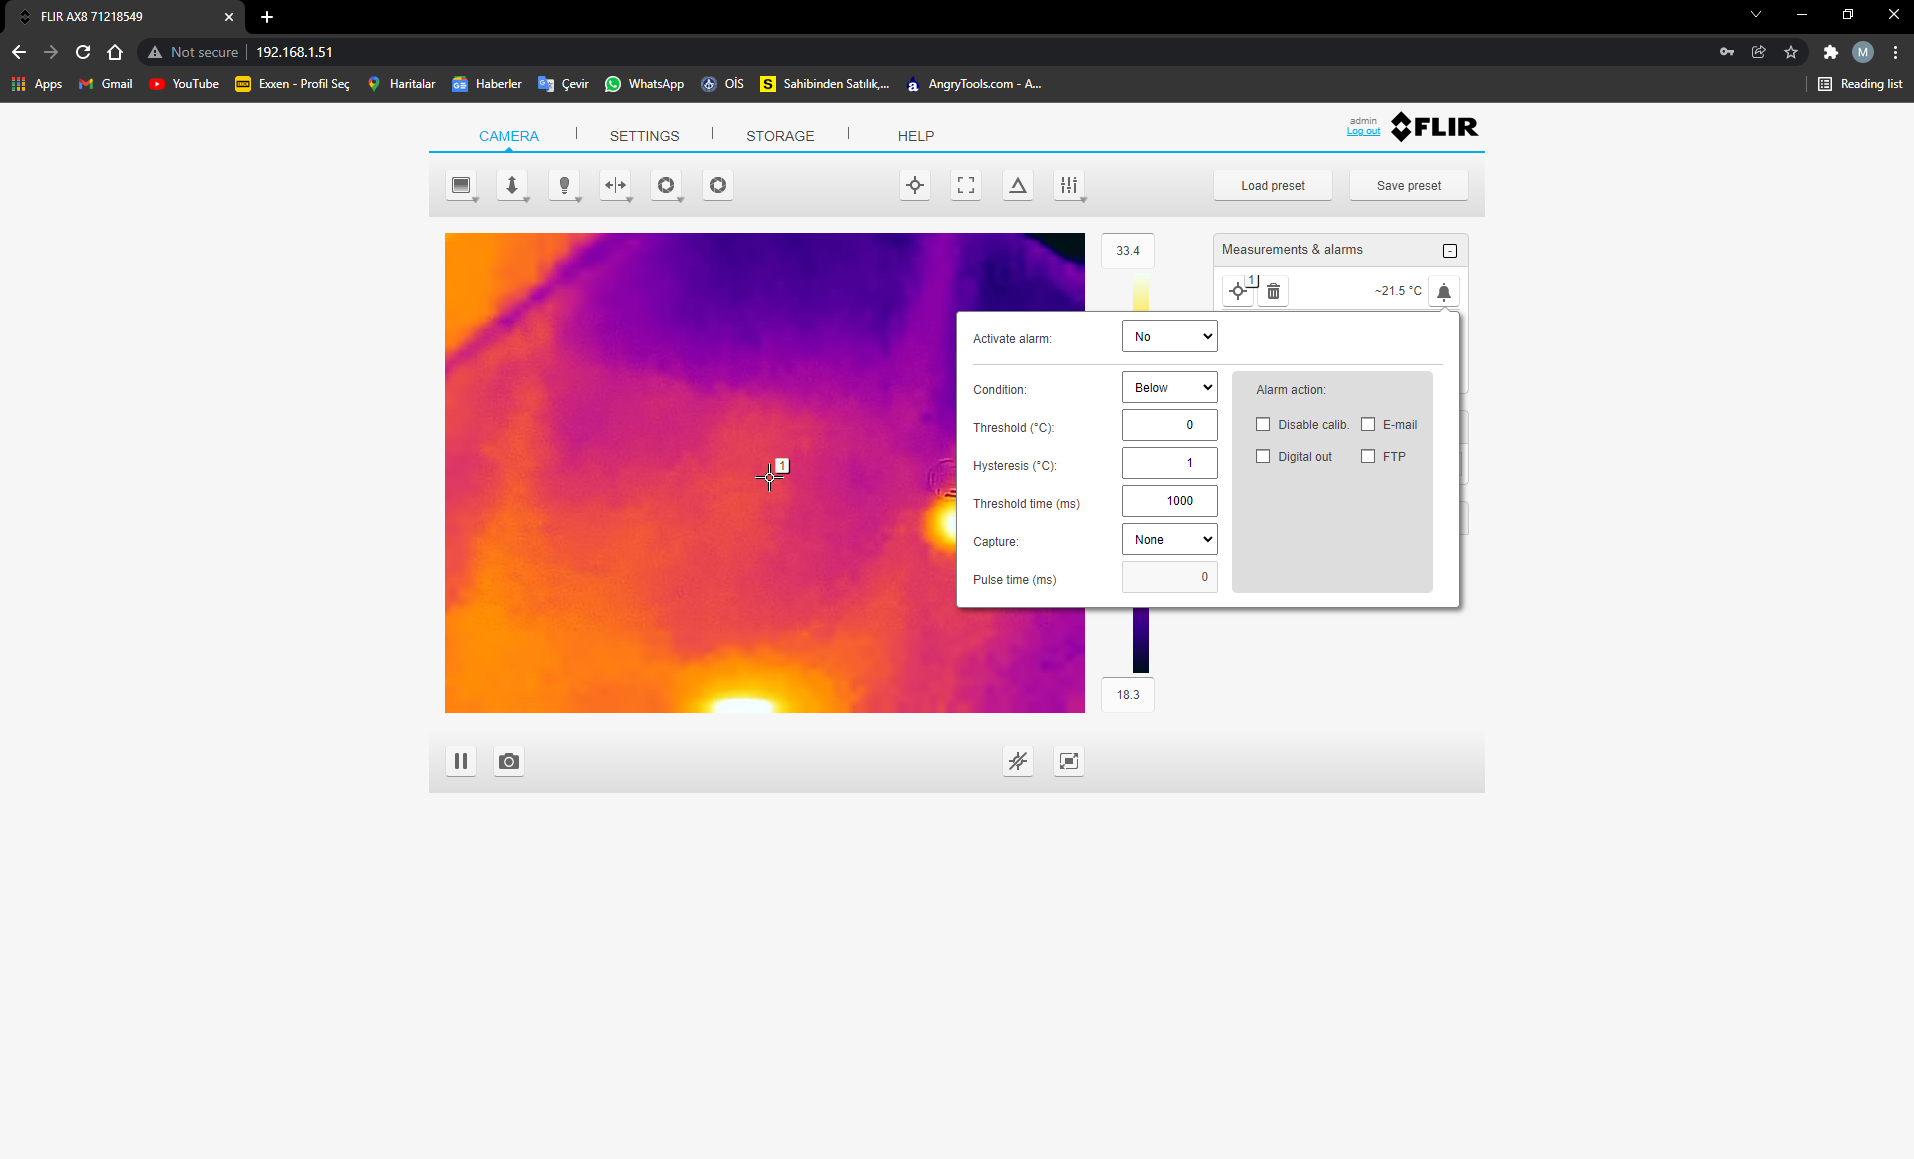 FLIR AX8 71218549
Not secure 192.168.1.51
Apps Gmail YouTube Exxen - Profil Seç Haritalar Haberler Çevir WhatsApp OİS Sahibinden Satılık,... AngryTools.com - A... Reading list
CAMERA SETTINGS STORAGE HELP
admin
Log out
FLIR
Load preset Save preset
33.4
Measurements & alarms
1
~21.5 °C
Activate alarm: No
Condition: Below
Alarm action:
Threshold (°C): 0
Disable calib. E-mail
Hysteresis (°C): 1
Digital out FTP
1
Threshold time (ms) 1000
Capture: None
Pulse time (ms) 0
18.3
M